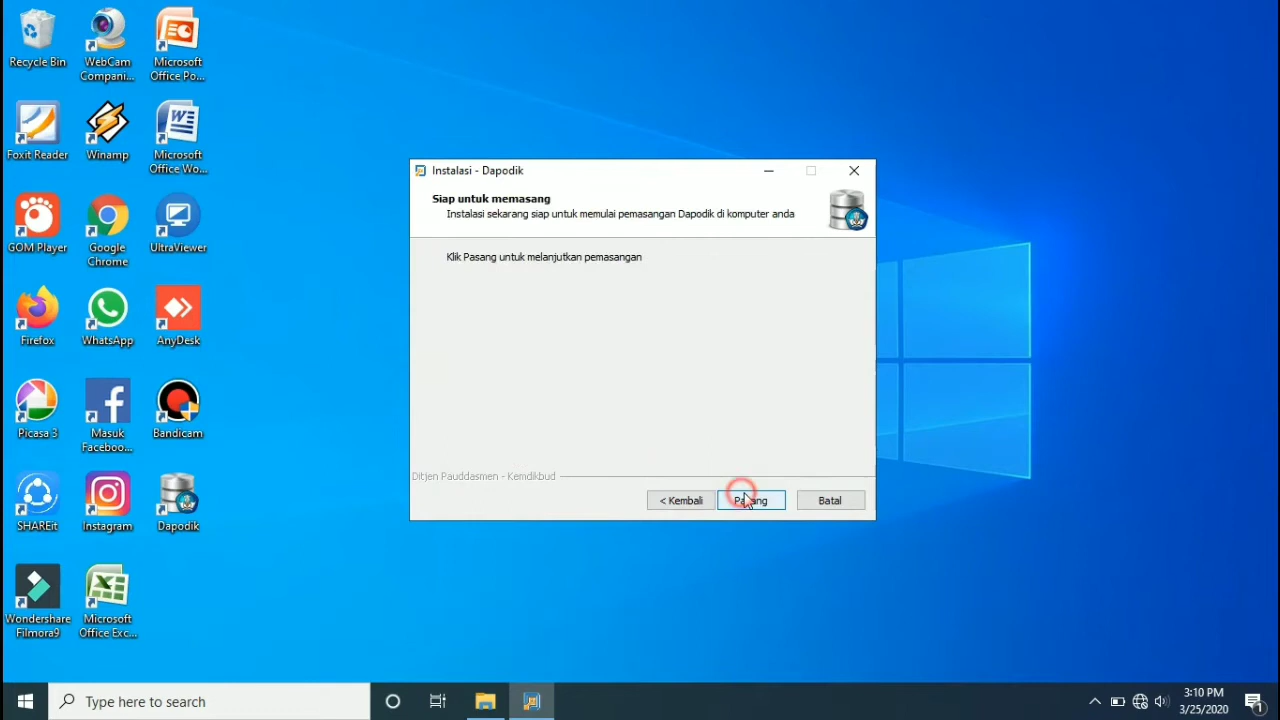 Recycle Bin
WebCam
Compani...
Microsoft
Office Po...
Foxit Reader
Winamp
Microsoft
Office Wo...
GOM Player
Google
Chrome
UltraViewer
Firefox
WhatsApp
AnyDesk
Picasa 3
Masuk
Faceboo...
Bandicam
SHAREit
Instagram
Dapodik
Wondershare
Filmora9
Microsoft
Office Exc...
Instalasi - Dapodik
Siap untuk memasang
Instalasi sekarang siap untuk memulai pemasangan Dapodik di komputer anda
Klik Pasang untuk melanjutkan pemasangan
Ditjen Pauddasmen - Kemdikbud
< Kembali
Pasang
Batal
Type here to search
3:10 PM
3/25/2020
1